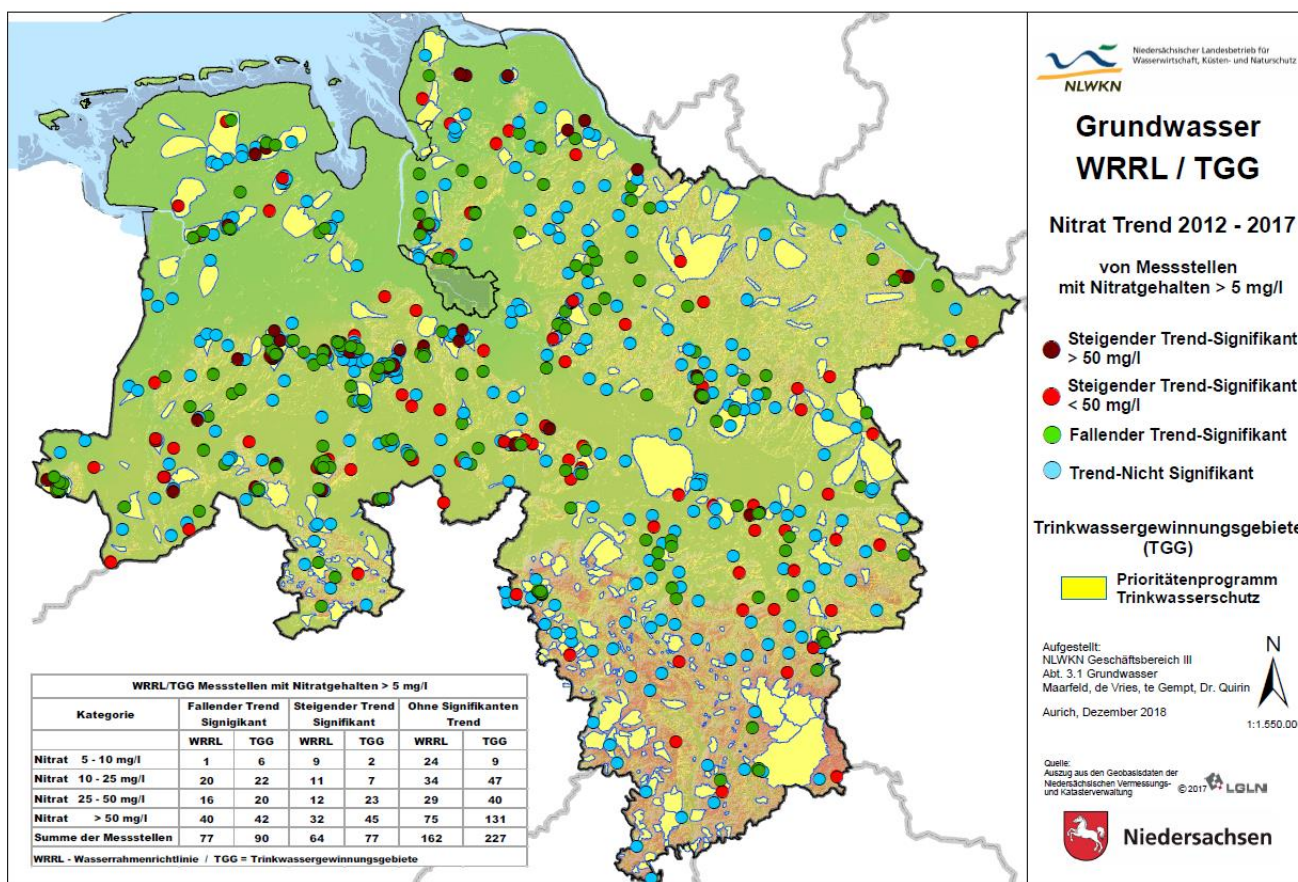 Niedersächsischer Landesbetrieb für
Wasserwirtschaft, Küsten- und Naturschutz
NLWKN
Grundwasser
WRRL / TGG
Nitrat Trend 2012 - 2017
von Messstellen
mit Nitratgehalten > 5 mg/l
Steigender Trend-Signifikant
> 50 mg/l
Steigender Trend-Signifikant
< 50 mg/l
Fallender Trend-Signifikant
Trend-Nicht Signifikant
Trinkwassergewinnungsgebiete
(TGG)
Prioritätenprogramm
Trinkwasserschutz
Aufgestellt:
NLWKN Geschäftsbereich III
Abt. 3.1 Grundwasser
Maarfeld, de Vries, te Gempt, Dr. Quirin
Aurich, Dezember 2018
N
1:1.550.00
Quelle:
Auszug aus den Geobasisdaten der
Niedersächsischen Vermessungs-
und Katasterverwaltung © 2017 LGLN
Niedersachsen
WRRL/TGG Messstellen mit Nitratgehalten > 5 mg/l
Kategorie Fallender Trend Signigikant Steigender Trend Signifikant Ohne Signifikanten Trend
WRRL TGG WRRL TGG WRRL TGG
Nitrat 5 - 10 mg/l 1 6 9 2 24 9
Nitrat 10 - 25 mg/l 20 22 11 7 34 47
Nitrat 25 - 50 mg/l 16 20 12 23 29 40
Nitrat > 50 mg/l 40 42 32 45 75 131
Summe der Messstellen 77 90 64 77 162 227
WRRL - Wasserrahmenrichtlinie / TGG = Trinkwassergewinnungsgebiete